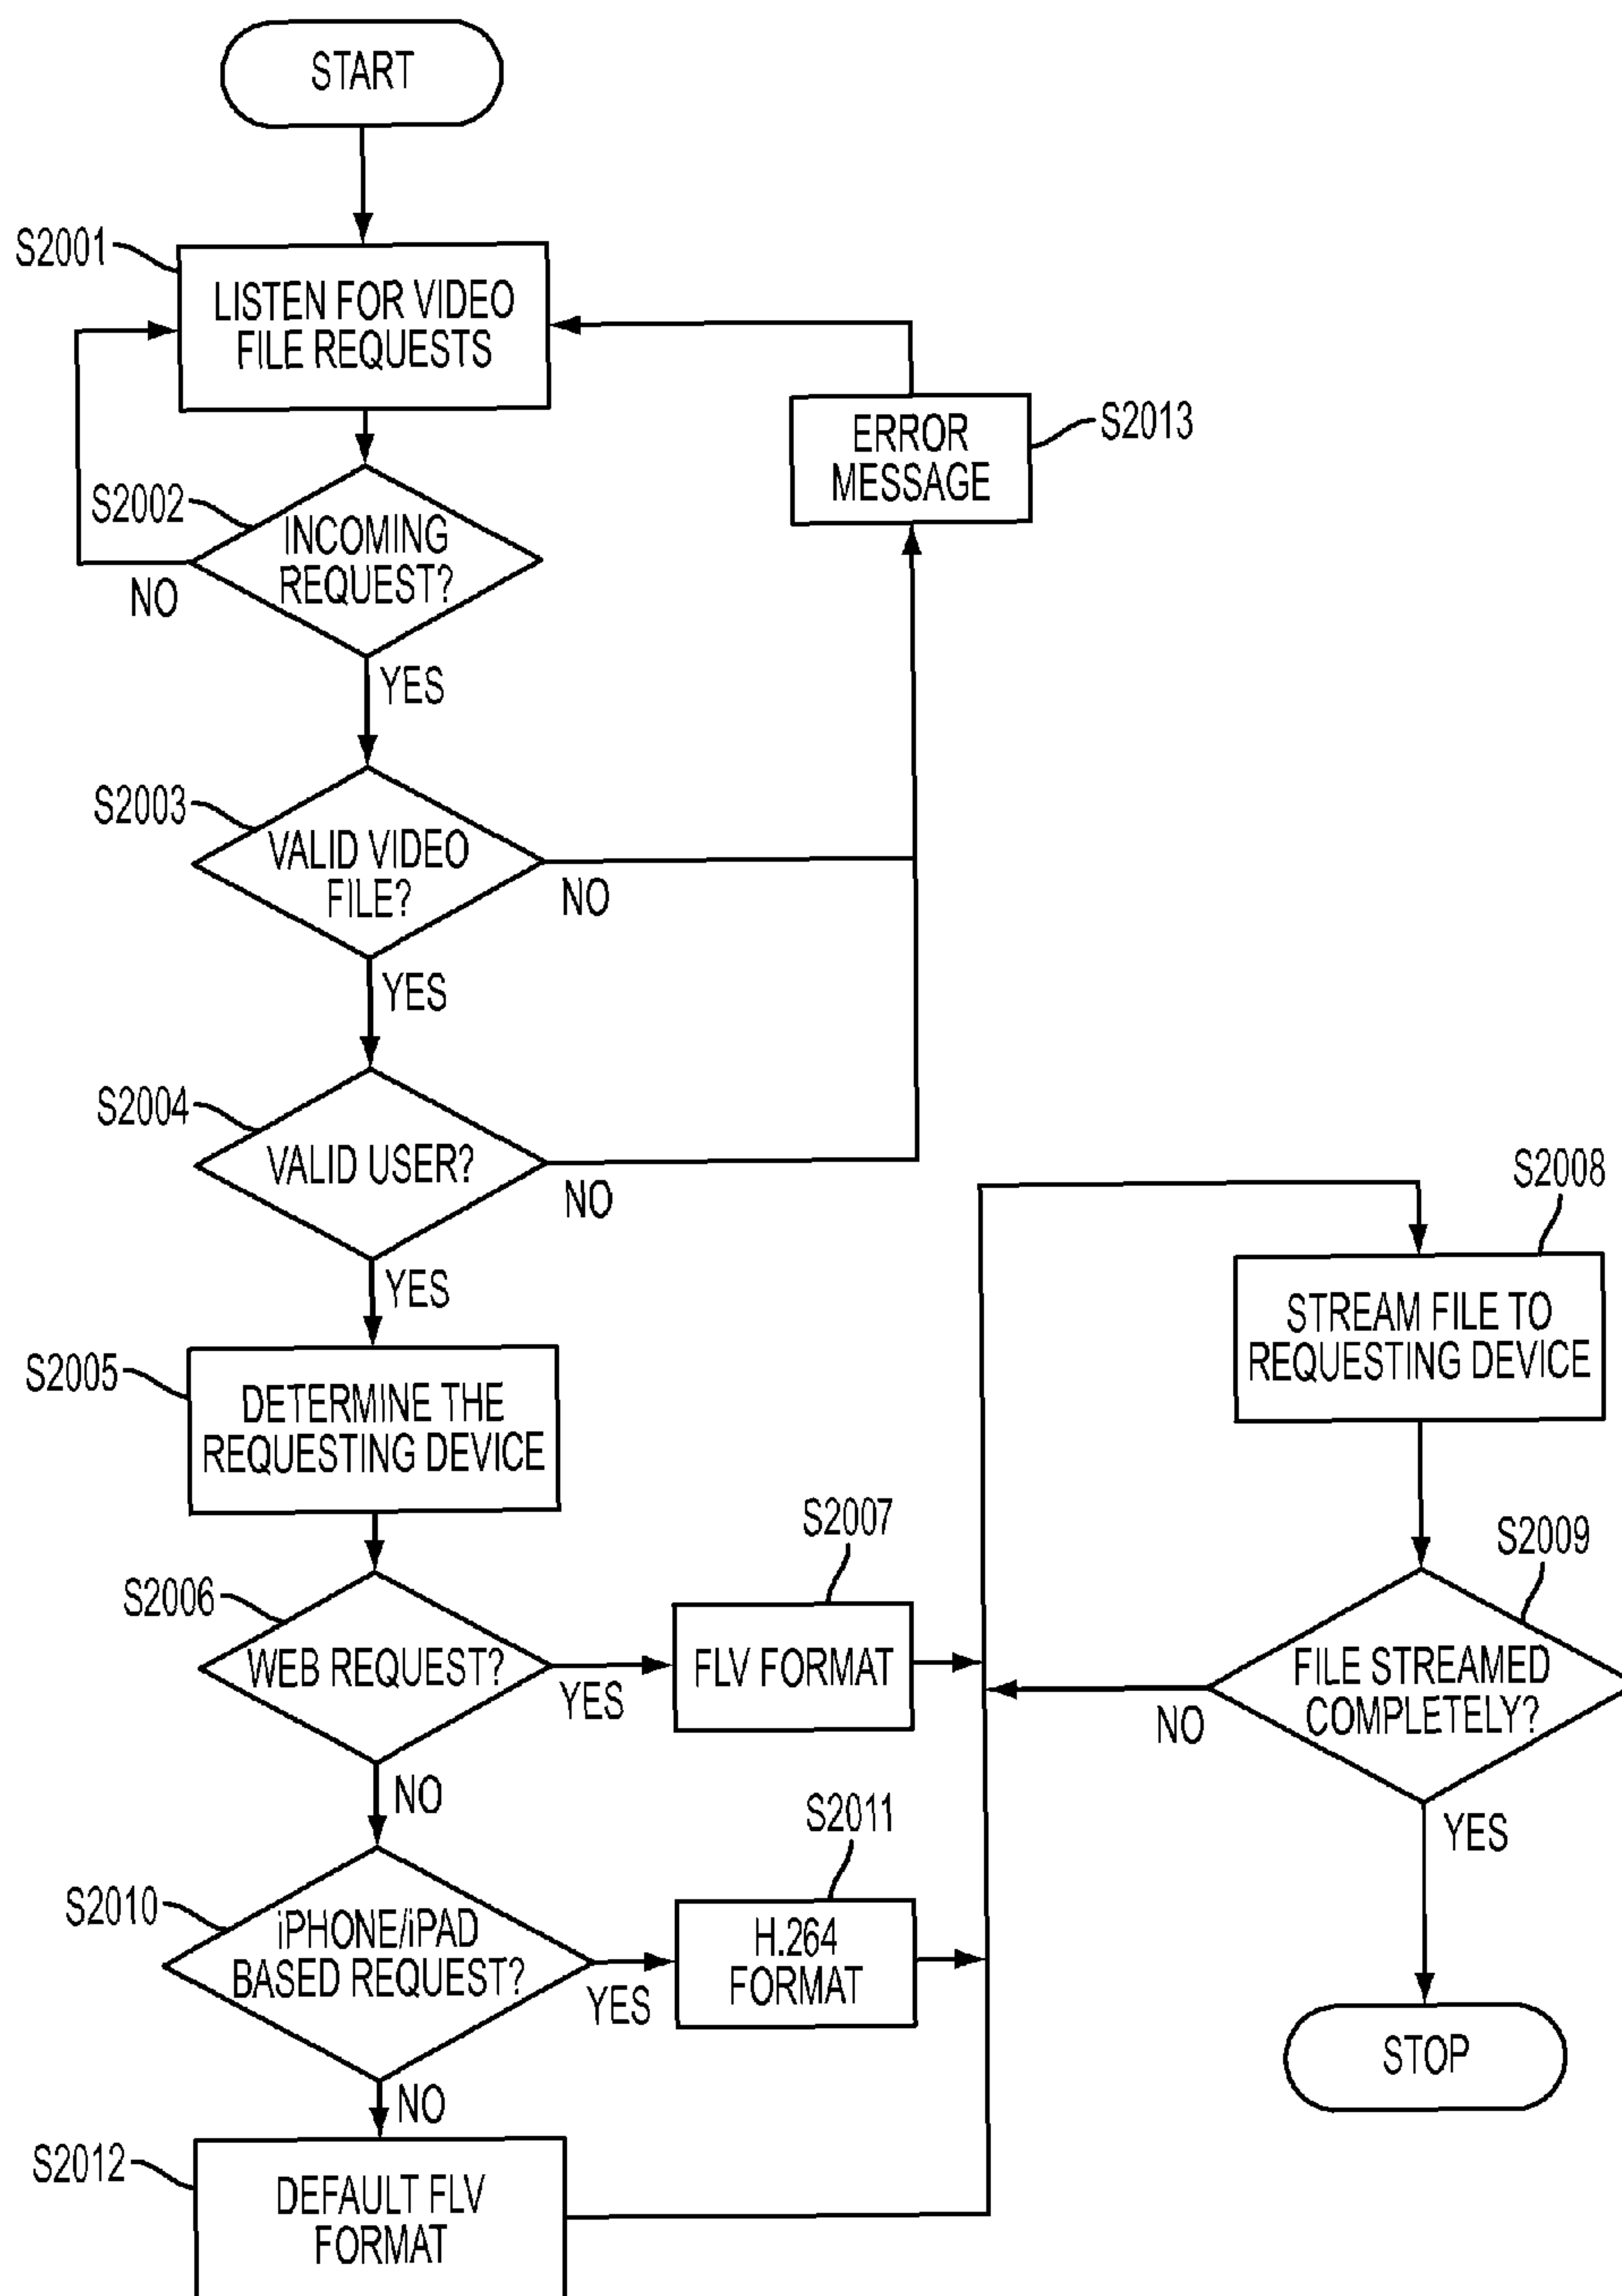 START
S2001
LISTEN FOR VIDEO
FILE REQUESTS
ERROR
MESSAGE
S2013
S2002
INCOMING
REQUEST?
NO
YES
S2003
VALID VIDEO
FILE?
NO
YES
S2004
VALID USER?
NO
YES
S2005
DETERMINE THE
REQUESTING DEVICE
S2006
WEB REQUEST?
YES
S2007
FLV FORMAT
NO
S2010
iPHONE/iPAD
BASED REQUEST?
YES
S2011
H.264
FORMAT
NO
S2012
DEFAULT FLV
FORMAT
S2008
STREAM FILE TO
REQUESTING DEVICE
S2009
FILE STREAMED
COMPLETELY?
NO
YES
STOP